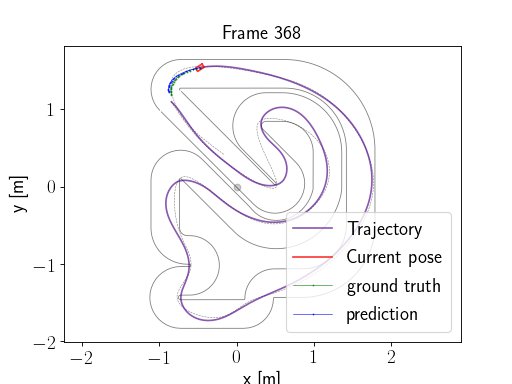 Frame 368
y [m]
1
0
−1
−2
−2 −1 0 1 2
x [m]
Trajectory
Current pose
ground truth
prediction